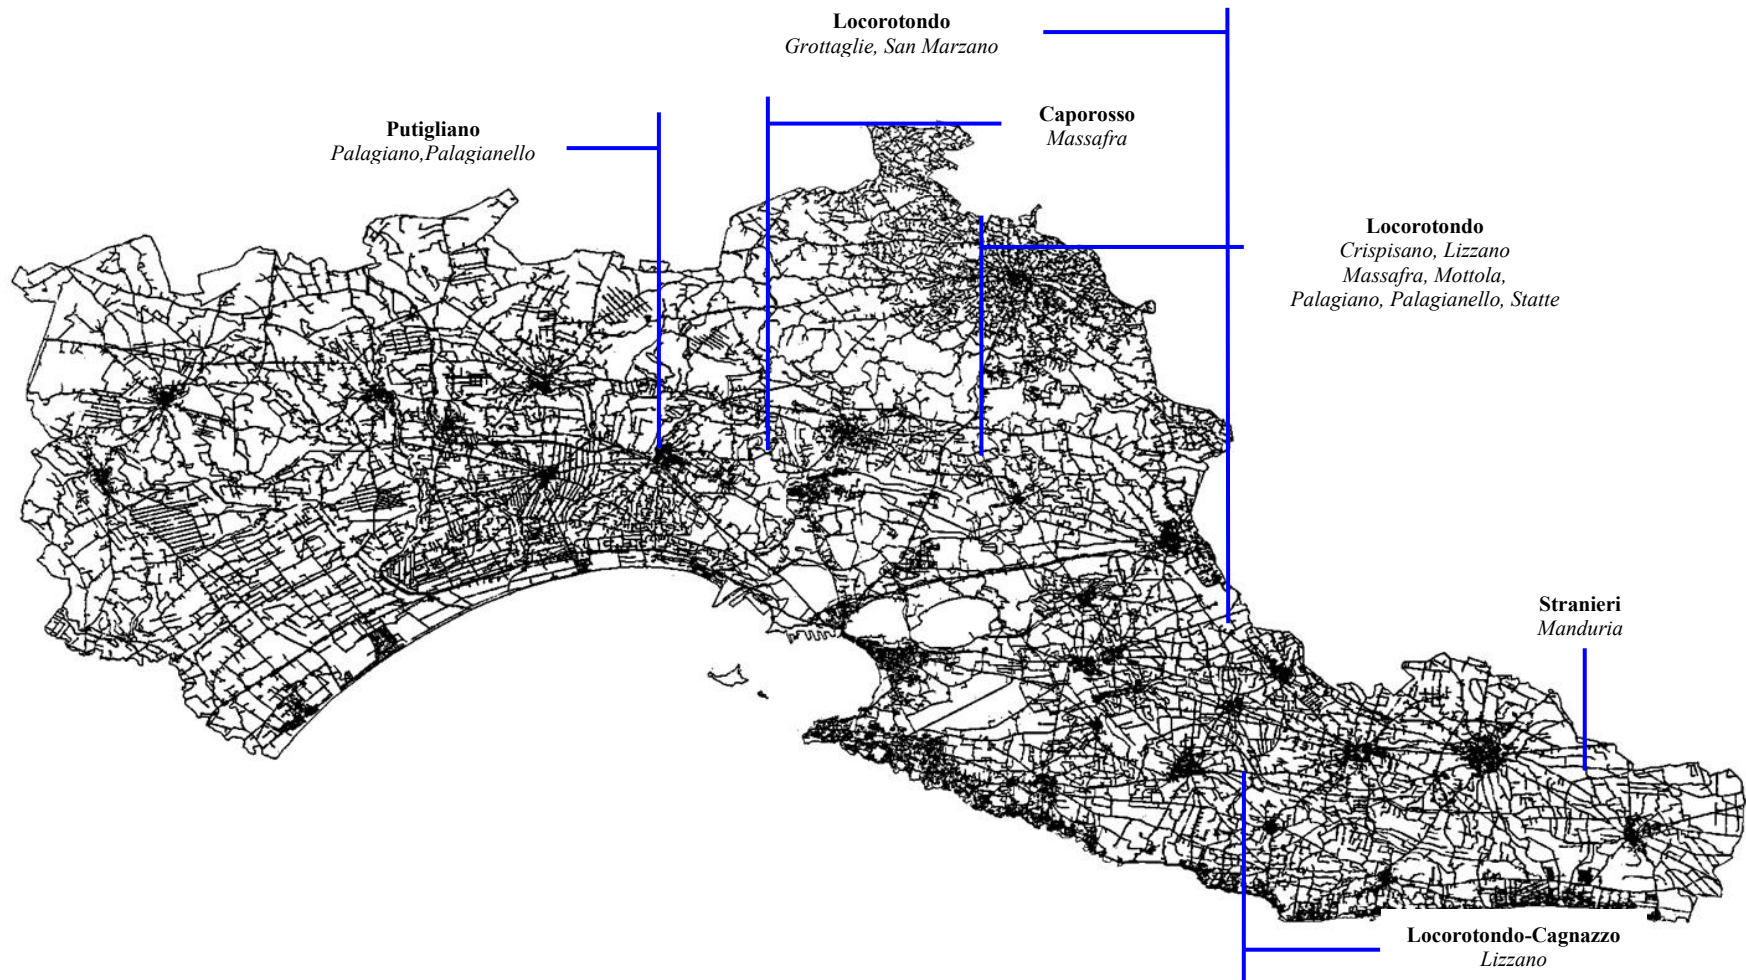 Locorotondo
Grottaglie, San Marzano
Caporosso
Massafra
Putigliano
Palagiano,Palagianello
Locorotondo
Crispisano, Lizzano
Massafra, Mottola,
Palagiano, Palagianello, Statte
Stranieri
Manduria
Locorotondo-Cagnazzo
Lizzano